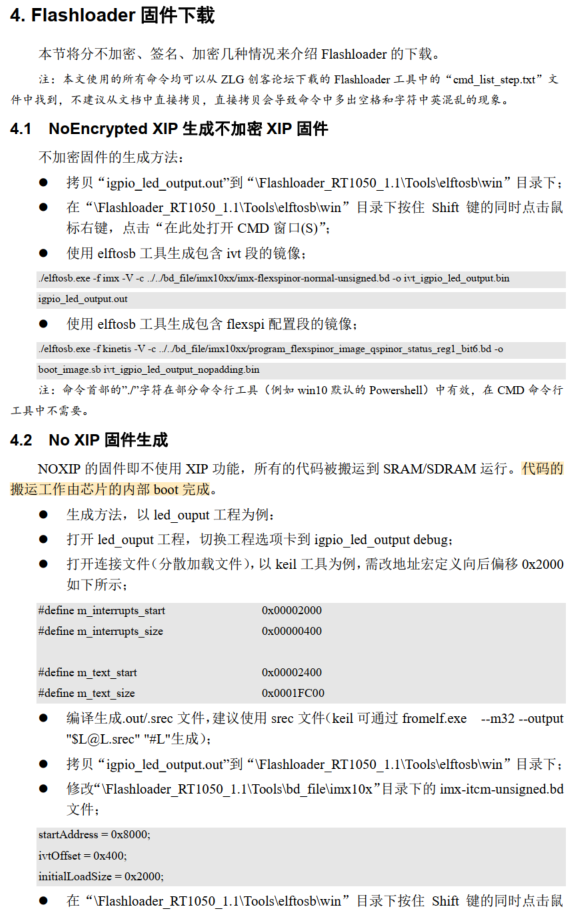 4. Flashloader 固件下载
本节将分不加密、签名、加密几种情况来介绍 Flashloader 的下载。
注：本文使用的所有命令均可以从 ZLG 创客论坛下载的 Flashloader 工具中的“cmd_list_step.txt”文
件中找到，不建议从文档中直接拷贝，直接拷贝会导致命令中多出空格和字符中英混乱的现象。
4.1 NoEncrypted XIP 生成不加密 XIP 固件
不加密固件的生成方法：
● 拷贝“igpio_led_output.out”到“\Flashloader_RT1050_1.1\Tools\elftosb\win”目录下；
● 在“\Flashloader_RT1050_1.1\Tools\elftosb\win”目录下按住 Shift 键的同时点击鼠
标右键，点击“在此处打开 CMD 窗口(S)”；
● 使用 elftosb 工具生成包含 ivt 段的镜像；
./elftosb.exe -f imx -V -c ../../bd_file/imx10xx/imx-flexspinor-normal-unsigned.bd -o ivt_igpio_led_output.bin
igpio_led_output.out
● 使用 elftosb 工具生成包含 flexspi 配置段的镜像；
./elftosb.exe -f kinetis -V -c ../../bd_file/imx10xx/program_flexspinor_image_qspinor_status_reg1_bit6.bd -o
boot_image.sb ivt_igpio_led_output_nopadding.bin
注：命令首部的”./”字符在部分命令行工具（例如 win10 默认的 Powershell）中有效，在 CMD 命令行
工具中不需要。
4.2 No XIP 固件生成
NOXIP 的固件即不使用 XIP 功能，所有的代码被搬运到 SRAM/SDRAM 运行。代码的
搬运工作由芯片的内部 boot 完成。
● 生成方法，以 led_ouput 工程为例：
● 打开 led_ouput 工程，切换工程选项卡到 igpio_led_output debug；
● 打开连接文件（分散加载文件），以 keil 工具为例，需改地址宏定义向后偏移 0x2000
如下所示；
#define m_interrupts_start 0x00002000
#define m_interrupts_size 0x00000400
#define m_text_start 0x00002400
#define m_text_size 0x0001FC00
● 编译生成.out/.srec 文件，建议使用 srec 文件（keil 可通过 fromelf.exe --m32 --output
"$L@L.srec" "#L"生成）；
● 拷贝“igpio_led_output.out”到“\Flashloader_RT1050_1.1\Tools\elftosb\win”目录下；
● 修改“\Flashloader_RT1050_1.1\Tools\bd_file\imx10x”目录下的 imx-itcm-unsigned.bd
文件；
startAddress = 0x8000;
ivtOffset = 0x400;
initialLoadSize = 0x2000;
● 在“\Flashloader_RT1050_1.1\Tools\elftosb\win”目录下按住 Shift 键的同时点击鼠